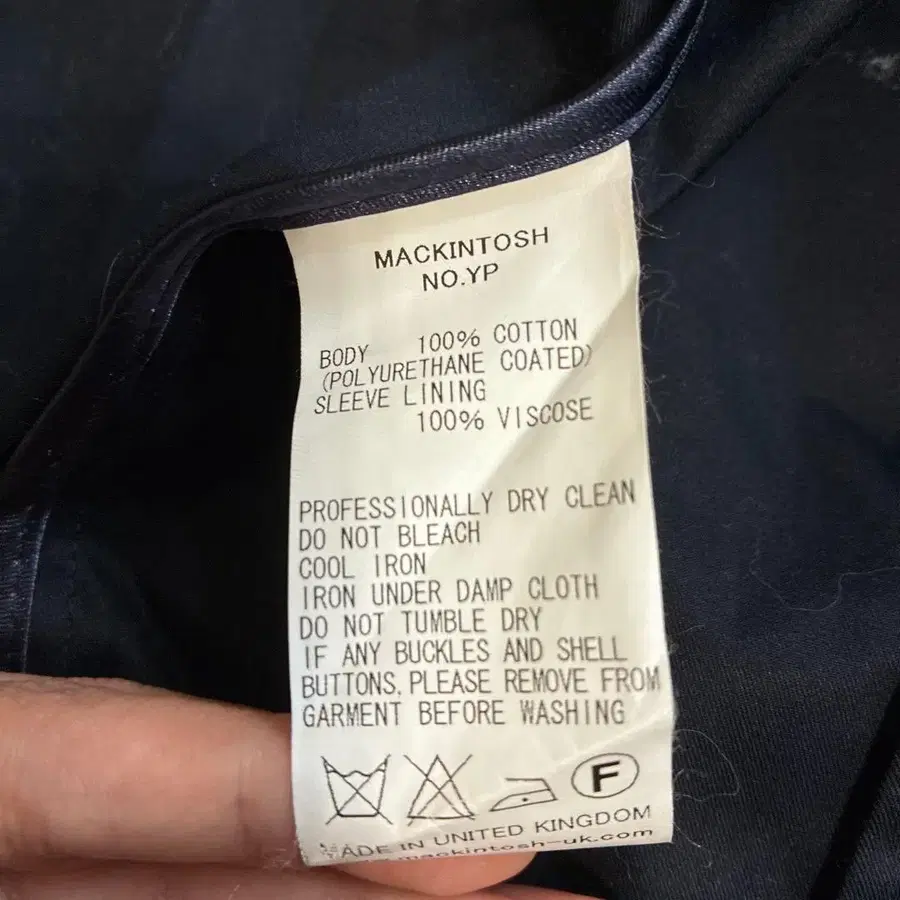 MACKINTOSH
NO.YP
BODY 100% COTTON
(POLYURETHANE COATED)
SLEEVE LINING
100% VISCOSE
PROFESSIONALLY DRY CLEAN
DO NOT BLEACH
COOL IRON
IRON UNDER DAMP CLOTH
DO NOT TUMBLE DRY
IF ANY BUCKLES AND SHELL
BUTTONS, PLEASE REMOVE FROM
GARMENT BEFORE WASHING
F
MADE IN UNITED KINGDOM
mackintosh-uk.com